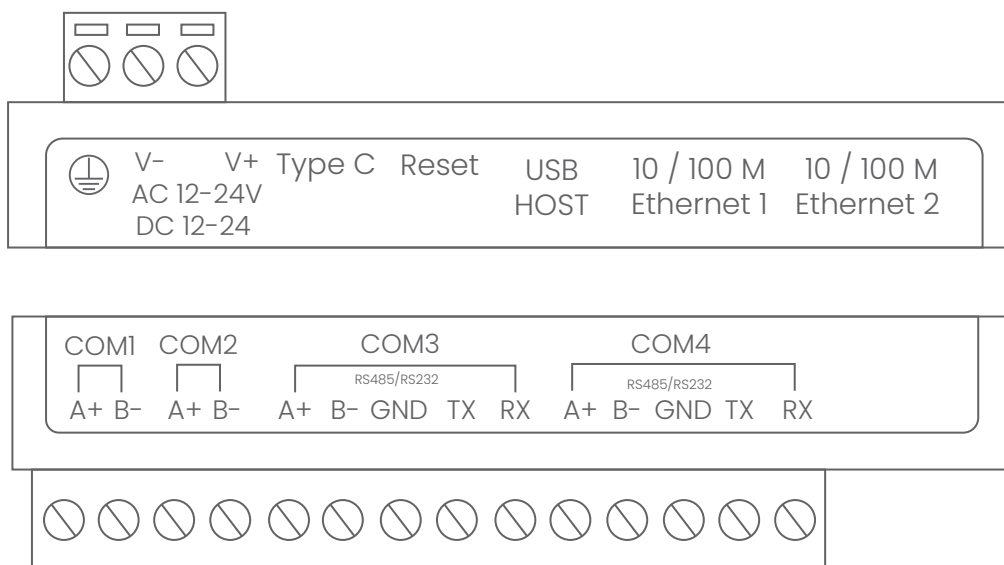 V- V+ Type C Reset USB 10 / 100 M 10 / 100 M
AC 12-24V HOST Ethernet 1 Ethernet 2
DC 12-24
COM1 COM2 COM3 COM4
RS485/RS232 RS485/RS232
A+ B- A+ B- A+ B- GND TX RX A+ B- GND TX RX